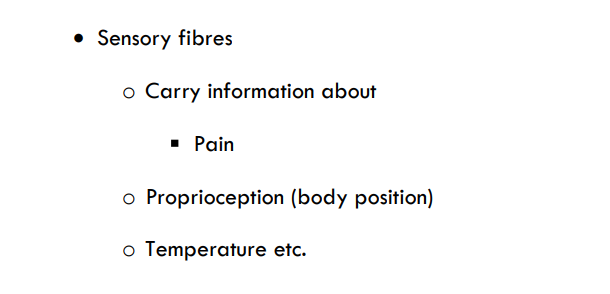 • Sensory fibres
o Carry information about
▪ Pain
o Proprioception (body position)
o Temperature etc.